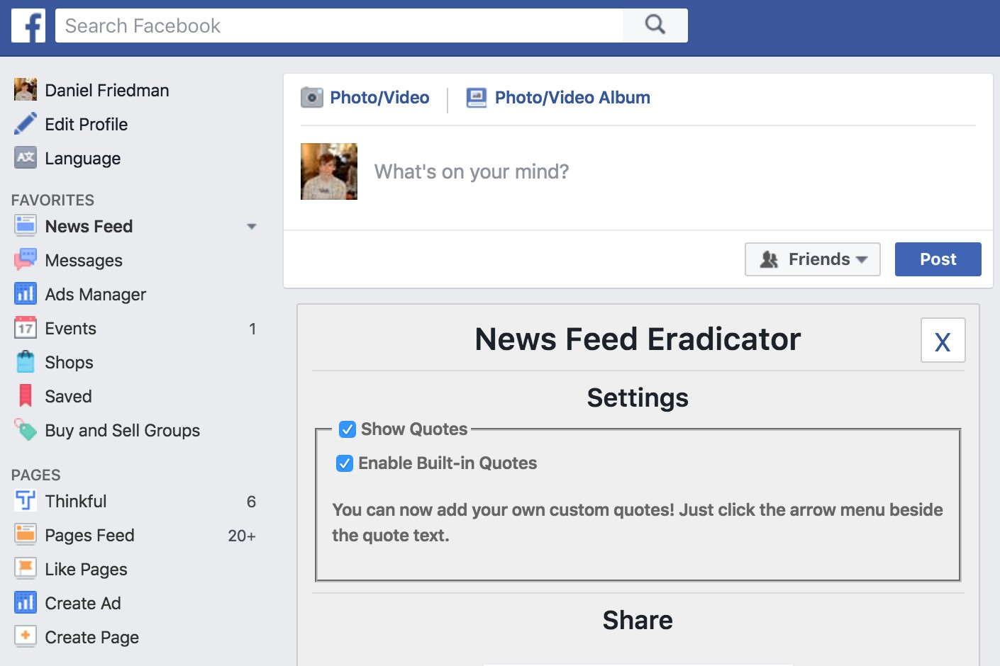 Search Facebook
Daniel Friedman
Edit Profile
Language
FAVORITES
News Feed
Messages
Ads Manager
17 Events 1
Shops
Saved
Buy and Sell Groups
PAGES
Thinkful 6
Pages Feed 20+
Like Pages
Create Ad
Create Page
Photo/Video Photo/Video Album
What's on your mind?
Friends Post
News Feed Eradicator X
Settings
Show Quotes
Enable Built-in Quotes
You can now add your own custom quotes! Just click the arrow menu beside
the quote text.
Share